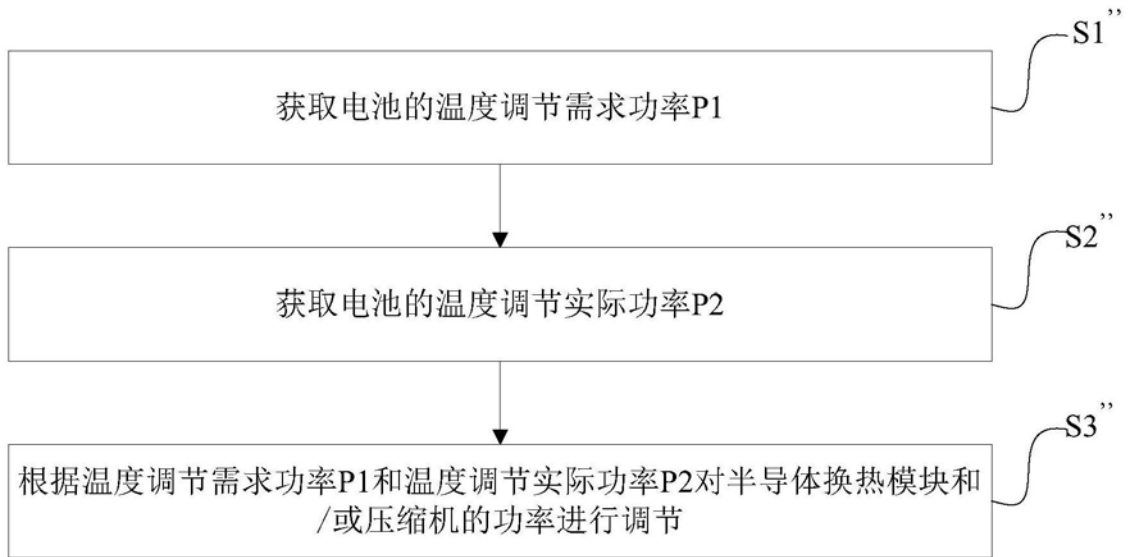 S1’’
获取电池的温度调节需求功率P1
S2’’
获取电池的温度调节实际功率P2
S3’’
根据温度调节需求功率P1和温度调节实际功率P2对半导体换热模块和
/或压缩机的功率进行调节